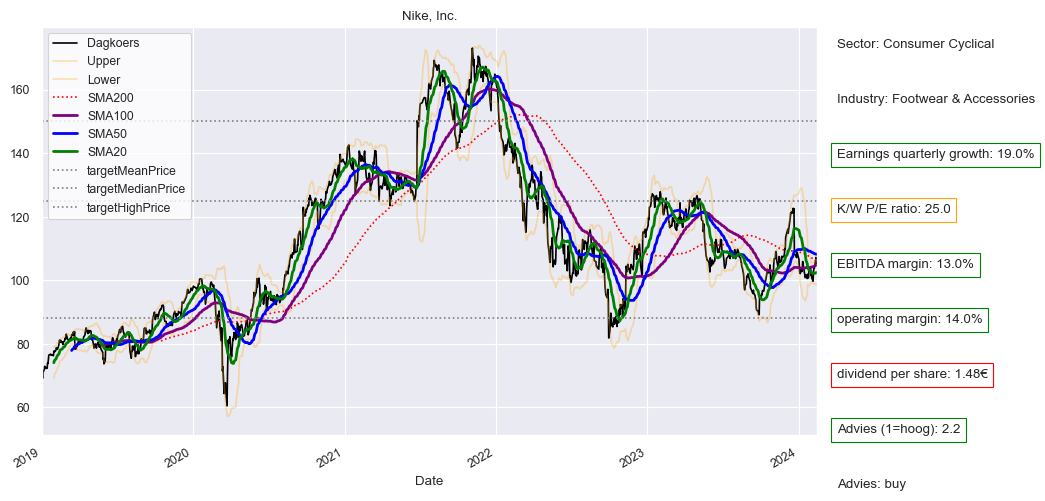 Nike, Inc.
Dagkoers
Upper
Lower
SMA200
SMA100
SMA50
SMA20
targetMeanPrice
targetMedianPrice
targetHighPrice
160
140
120
100
80
60
2019
2020
2021
2022
2023
2024
Date
Sector: Consumer Cyclical
Industry: Footwear & Accessories
Earnings quarterly growth: 19.0%
K/W P/E ratio: 25.0
EBITDA margin: 13.0%
operating margin: 14.0%
dividend per share: 1.48€
Advies (1=hoog): 2.2
Advies: buy